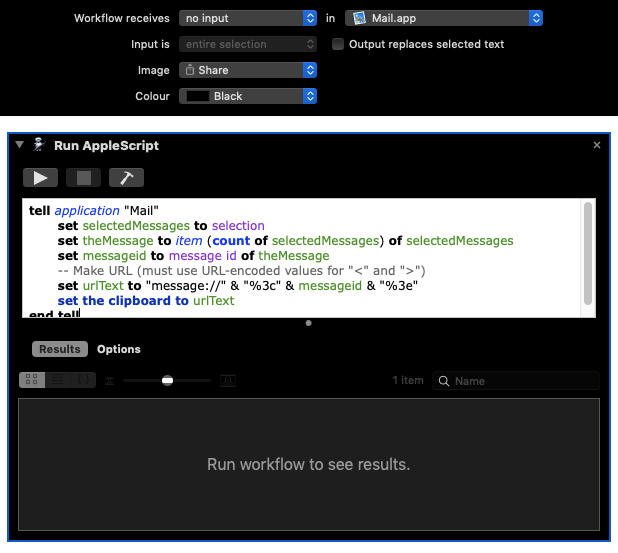 Workflow receives no input in Mail.app
Input is entire selection Output replaces selected text
Image Share
Colour Black
Run AppleScript
tell application "Mail"
set selectedMessages to selection
set theMessage to item (count of selectedMessages) of selectedMessages
set messageid to message id of theMessage
-- Make URL (must use URL-encoded values for "<" and ">")
set urlText to "message://" & "%3c" & messageid & "%3e"
set the clipboard to urlText
end tell
Results Options
1 item Name
Run workflow to see results.